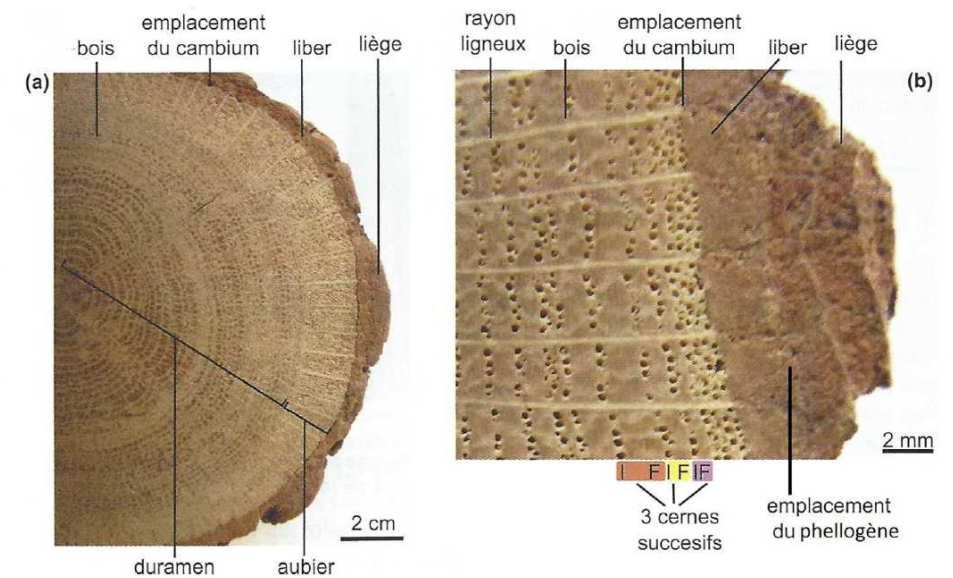 (a)
bois
emplacement
du cambium
liber
liège
2 cm
duramen
aubier
(b)
rayon
ligneux
bois
emplacement
du cambium
liber
liège
2 mm
I F I F IF
3 cernes
succesifs
emplacement
du phellogène